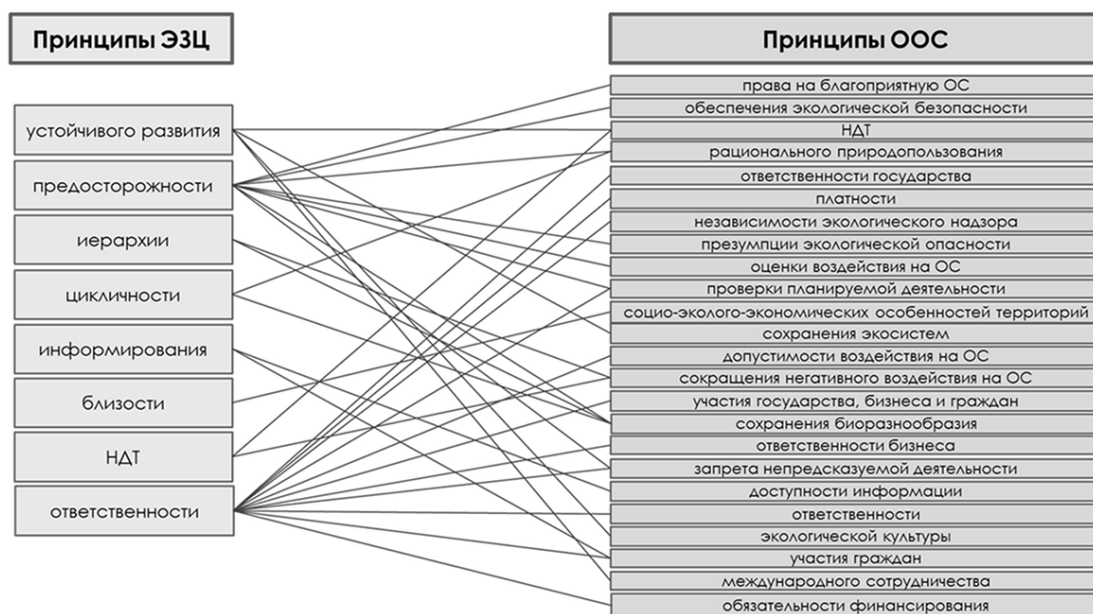 Принципы ЭЗЦ
устойчивого развития
предосторожности
иерархии
цикличности
информирования
близости
НДТ
ответственности
Принципы ООС
права на благоприятную ОС
обеспечения экологической безопасности
НДТ
рационального природопользования
ответственности государства
платности
независимости экологического надзора
презумпции экологической опасности
оценки воздействия на ОС
проверки планируемой деятельности
социо-эколого-экономических особенностей территорий
сохранения экосистем
допустимости воздействия на ОС
сокращения негативного воздействия на ОС
участия государства, бизнеса и граждан
сохранения биоразнообразия
ответственности бизнеса
запрета непредсказуемой деятельности
доступности информации
ответственности
экологической культуры
участия граждан
международного сотрудничества
обязательности финансирования